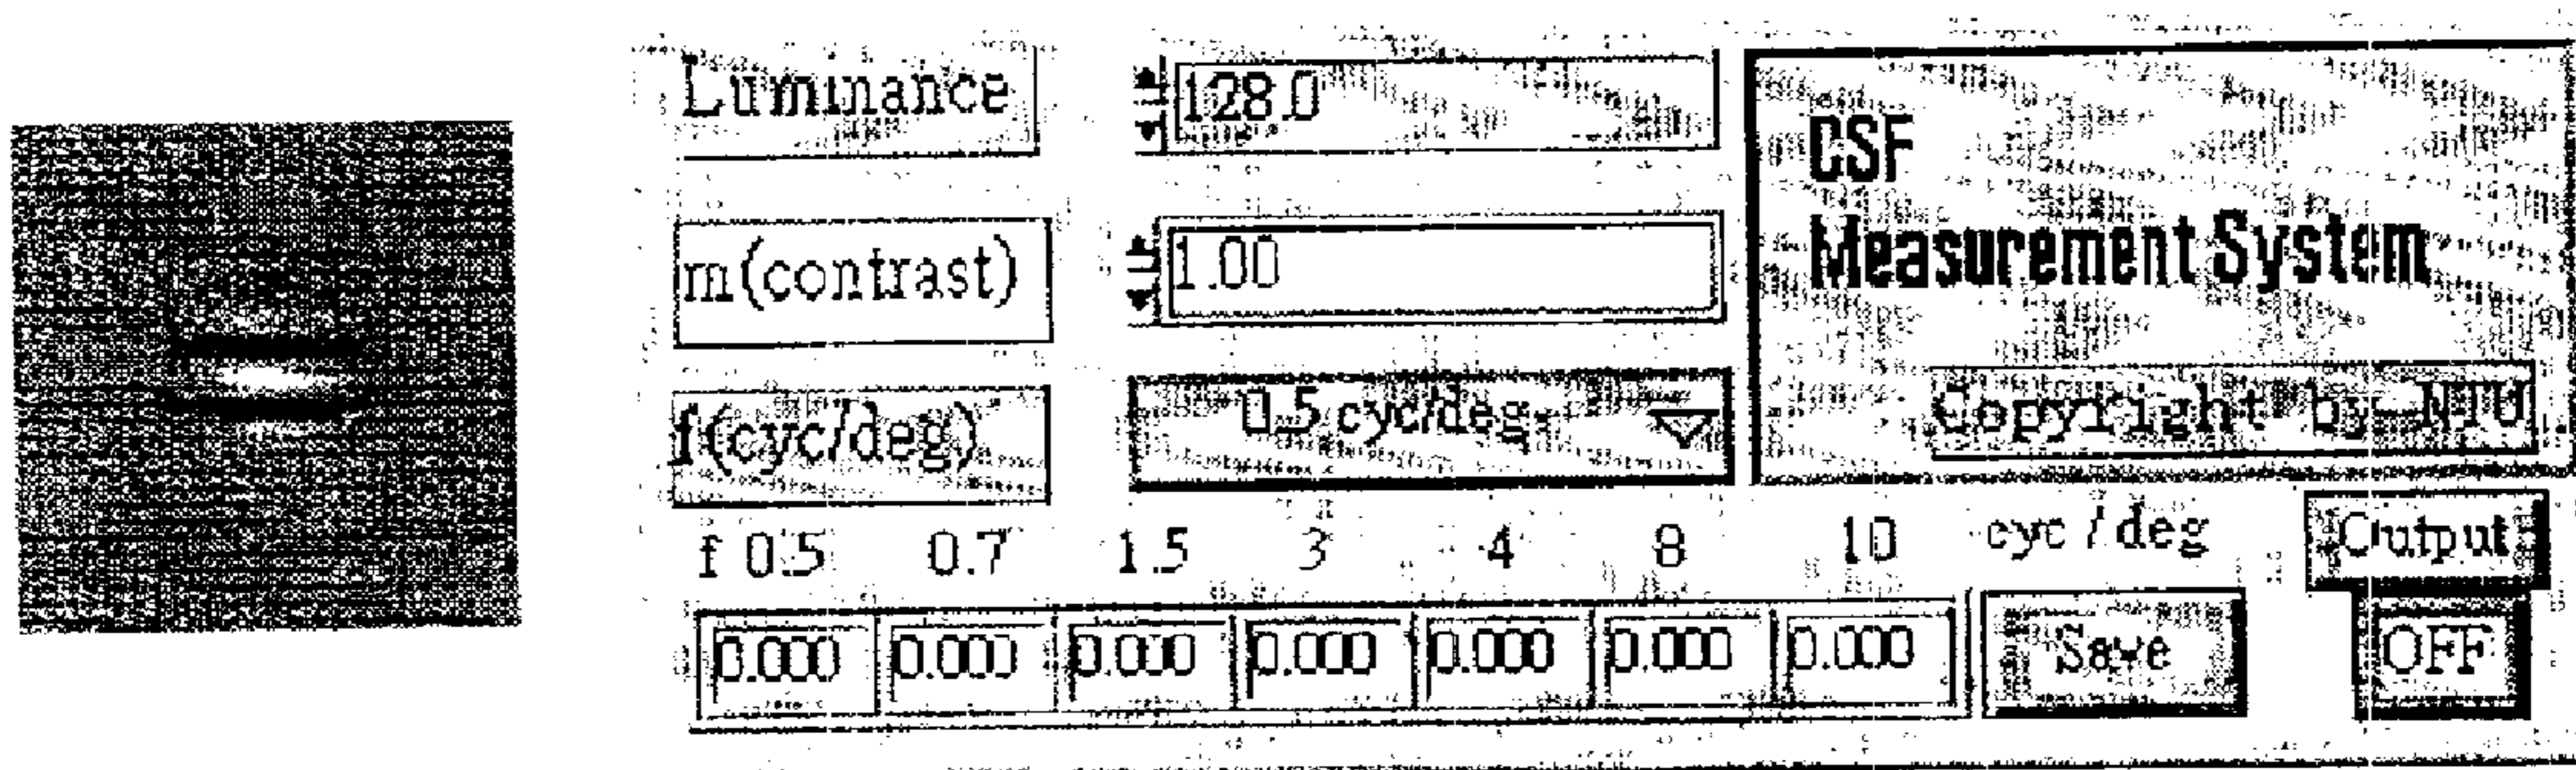 Luminance 128.0
CSF
Measurement System
m(contrast) 1.00
f(cyc/deg) 0.5 cyc/deg
Copyright by NTU
f 0.5 0.7 1.5 3 4 8 10 cyc / deg Output
0.000 0.000 0.000 0.000 0.000 0.000 0.000 Save OFF